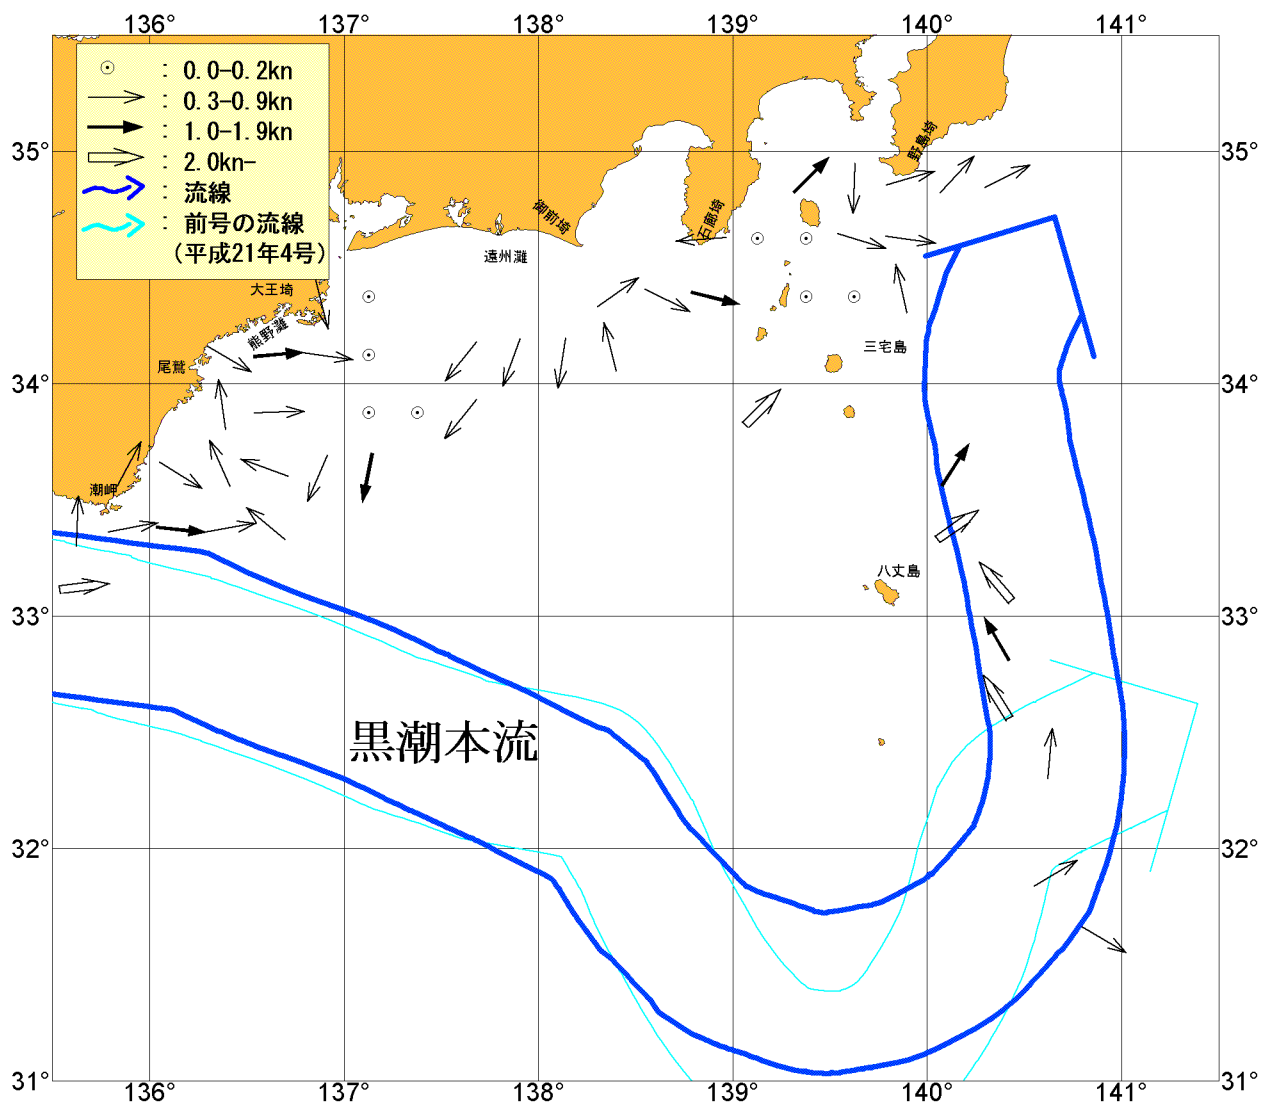 136° 137° 138° 139° 140° 141°
: 0.0-0.2kn
: 0.3-0.9kn
: 1.0-1.9kn
: 2.0kn-
: 流線
: 前号の流線
(平成21年4号)
35° 35°
野島埼
石廊埼
御前埼
遠州灘
大王埼
熊野灘
尾鷲
三宅島
34° 34°
潮岬
八丈島
33° 33°
黒潮本流
32° 32°
31° 31°
136° 137° 138° 139° 140° 141°